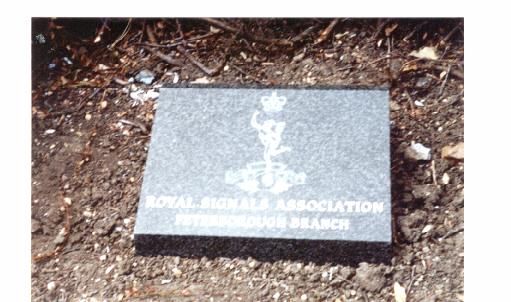 ROYAL SIGNALS ASSOCIATION
PETERBOROUGH BRANCH